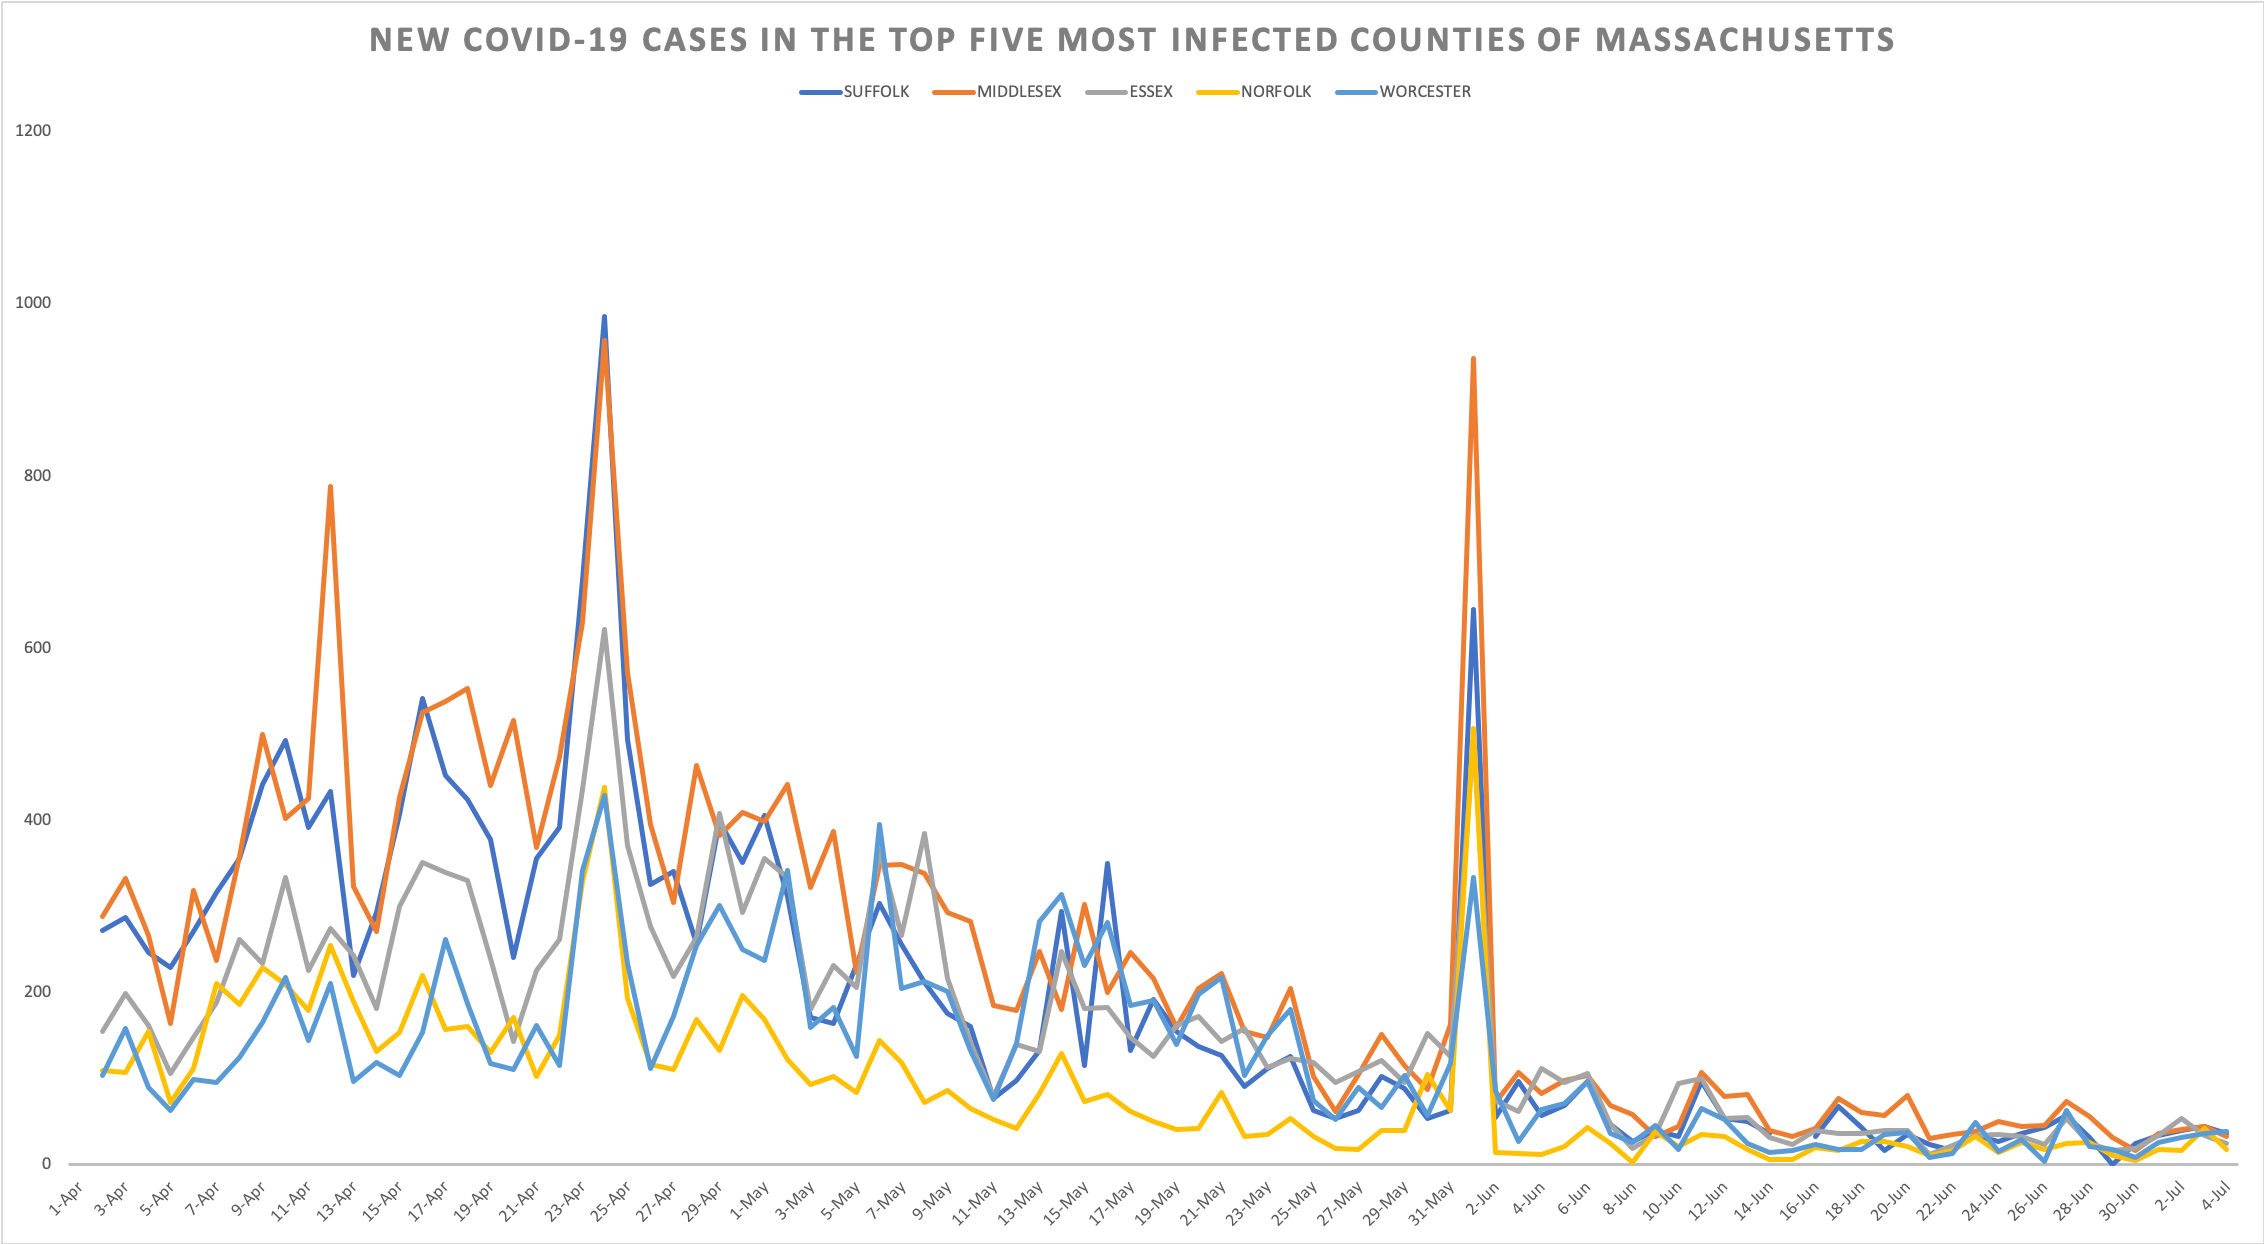 NEW COVID-19 CASES IN THE TOP FIVE MOST INFECTED COUNTIES OF MASSACHUSETTS
SUFFOLK MIDDLESEX ESSEX NORFOLK WORCESTER
1200
1000
800
600
400
200
0
1-Apr 3-Apr 5-Apr 7-Apr 9-Apr 11-Apr 13-Apr 15-Apr 17-Apr 19-Apr 21-Apr 23-Apr 25-Apr 27-Apr 29-Apr 1-May 3-May 5-May 7-May 9-May 11-May 13-May 15-May 17-May 19-May 21-May 23-May 25-May 27-May 29-May 31-May 2-Jun 4-Jun 6-Jun 8-Jun 10-Jun 12-Jun 14-Jun 16-Jun 18-Jun 20-Jun 22-Jun 24-Jun 26-Jun 28-Jun 30-Jun 2-Jul 4-Jul